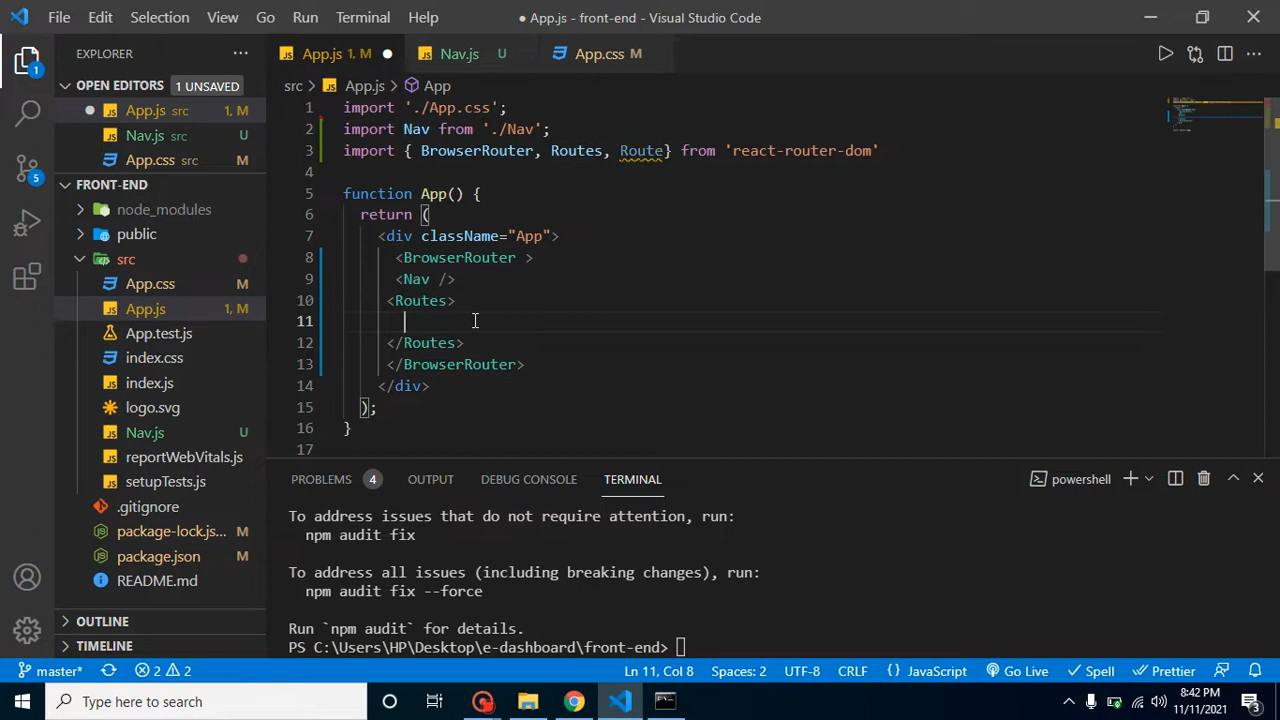 File Edit Selection View Go Run Terminal Help
● App.js - front-end - Visual Studio Code
EXPLORER
OPEN EDITORS 1 UNSAVED
App.js src 1, M
Nav.js src U
App.css src M
FRONT-END
node_modules
public
src
App.css M
App.js 1, M
App.test.js
index.css
index.js
logo.svg
Nav.js U
reportWebVitals.js
setupTests.js
.gitignore
package-lock.js... M
package.json M
README.md
OUTLINE
TIMELINE
1
5
App.js 1, M
Nav.js U
App.css M
src > App.js > App
1 import './App.css';
2 import Nav from './Nav';
3 import { BrowserRouter, Routes, Route} from 'react-router-dom'
4
5 function App() {
6 return (
7 <div className="App">
8 <BrowserRouter >
9 <Nav />
10 <Routes>
11
12 </Routes>
13 </BrowserRouter>
14 </div>
15 );
16 }
17
PROBLEMS 4 OUTPUT DEBUG CONSOLE TERMINAL
powershell
To address issues that do not require attention, run:
npm audit fix
To address all issues (including breaking changes), run:
npm audit fix --force
Run `npm audit` for details.
PS C:\Users\HP\Desktop\e-dashboard\front-end>
master* 2 2
Ln 11, Col 8 Spaces: 2 UTF-8 CRLF { } JavaScript Go Live Spell Prettier
Type here to search
8:42 PM
11/11/2021
3